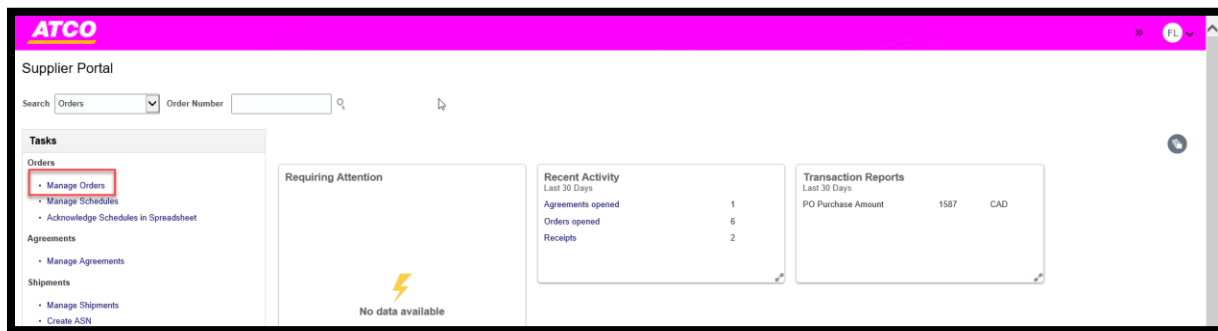 ATCO
» FL
Supplier Portal
Search Orders Order Number
Tasks
Orders
• Manage Orders
• Manage Schedules
• Acknowledge Schedules in Spreadsheet
Agreements
• Manage Agreements
Shipments
• Manage Shipments
• Create ASN
Requiring Attention
No data available
Recent Activity
Last 30 Days
Agreements opened 1
Orders opened 6
Receipts 2
Transaction Reports
Last 30 Days
PO Purchase Amount 1587 CAD